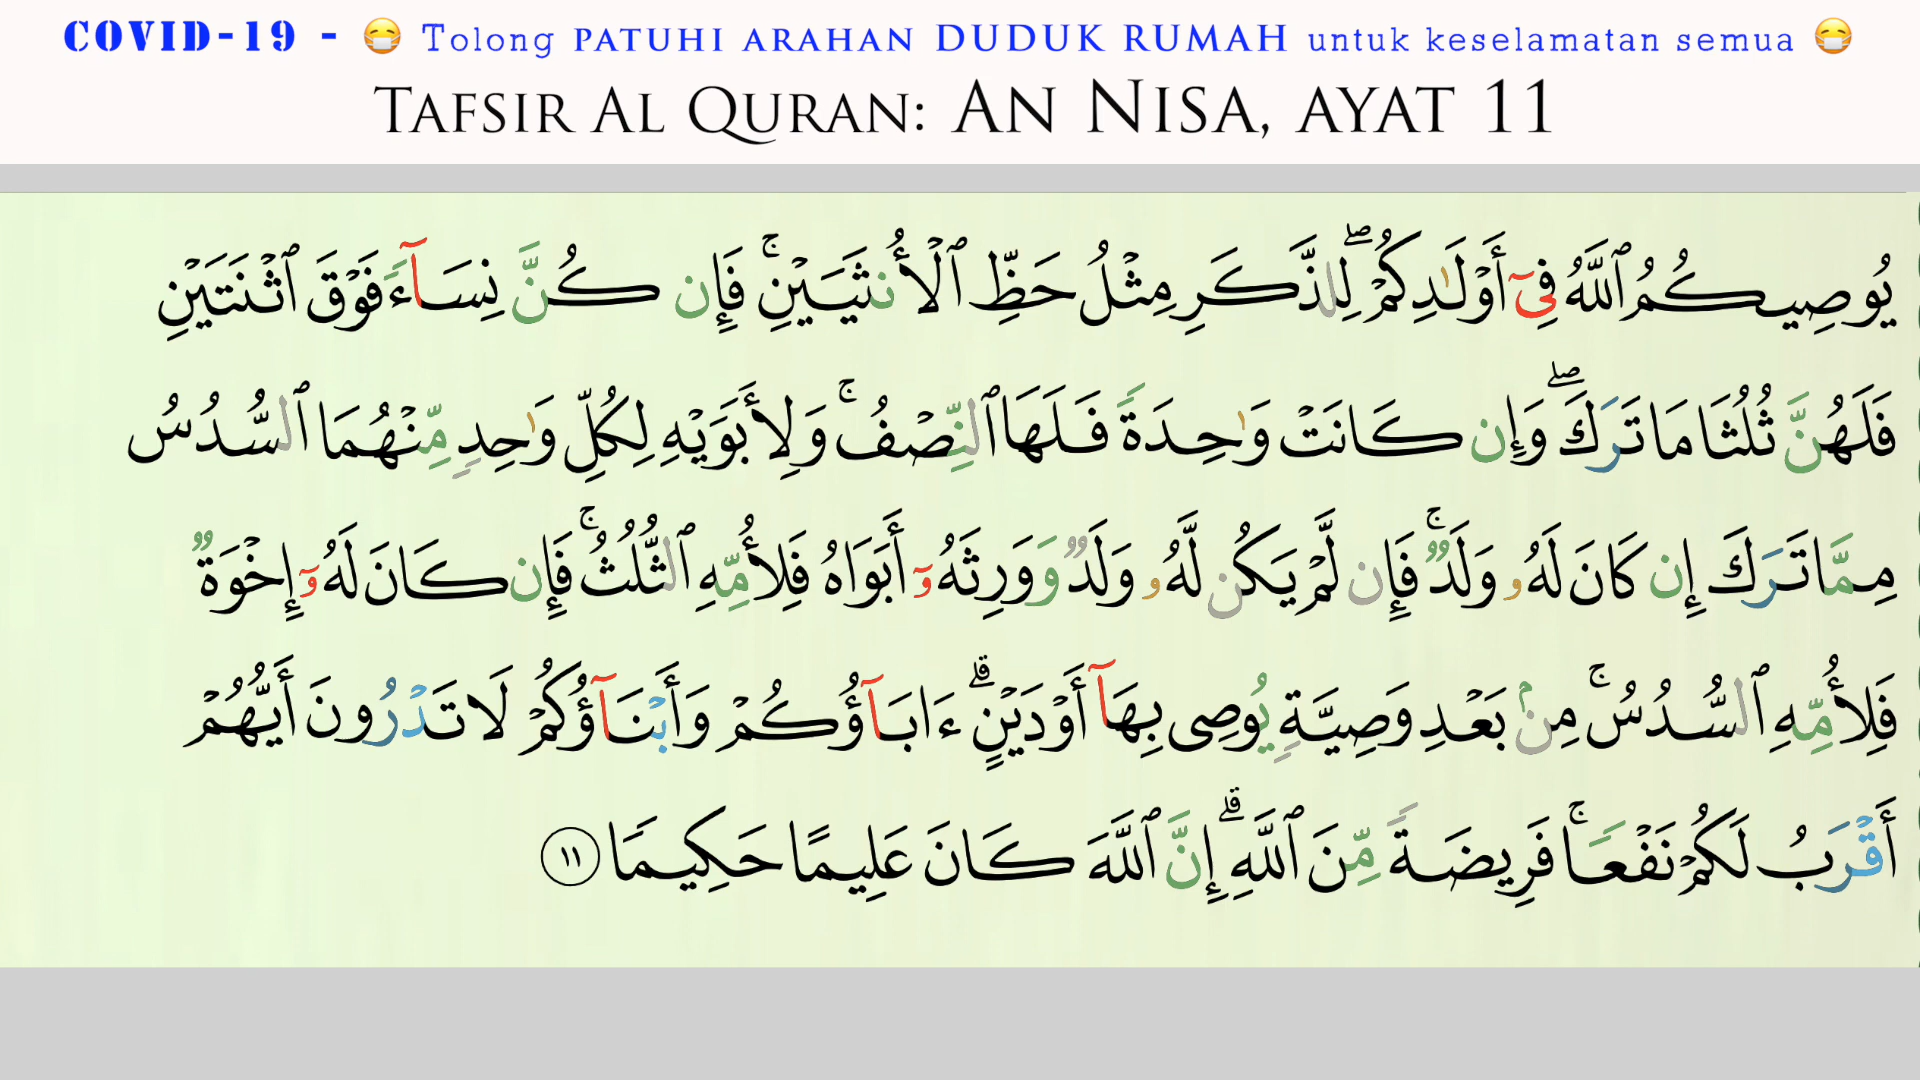 COVID-19 - 😷 Tolong PATUHI ARAHAN DUDUK RUMAH untuk keselamatan semua 😷
TAFSIR AL QURAN: AN NISA, AYAT 11
يُوصِيكُمُ ٱللَّهُ فِىٓ أَوْلَـٰدِكُمْ ۖ لِلذَّكَرِ مِثْلُ حَظِّ ٱلْأُنثَيَيْنِ ۚ فَإِن كُنَّ نِسَآءً فَوْقَ ٱثْنَتَيْنِ
فَلَهُنَّ ثُلُثَا مَا تَرَكَ ۖ وَإِن كَانَتْ وَٰحِدَةً فَلَهَا ٱلنِّصْفُ ۚ وَلِأَبَوَيْهِ لِكُلِّ وَٰحِدٍ مِّنْهُمَا ٱلسُّدُسُ
مِمَّا تَرَكَ إِن كَانَ لَهُۥ وَلَدٌ ۚ فَإِن لَّمْ يَكُن لَّهُۥ وَلَدٌ وَوَرِثَهُۥٓ أَبَوَاهُ فَلِأُمِّهِ ٱلثُّلُثُ ۚ فَإِن كَانَ لَهُۥٓ إِخْوَةٌ
فَلِأُمِّهِ ٱلسُّدُسُ ۚ مِنۢ بَعْدِ وَصِيَّةٍ يُوصِى بِهَآ أَوْ دَيْنٍ ۗ ءَابَآؤُكُمْ وَأَبْنَآؤُكُمْ لَا تَدْرُونَ أَيُّهُمْ
أَقْرَبُ لَكُمْ نَفْعًا ۚ فَرِيضَةً مِّنَ ٱللَّهِ ۗ إِنَّ ٱللَّهَ كَانَ عَلِيمًا حَكِيمًا ١١